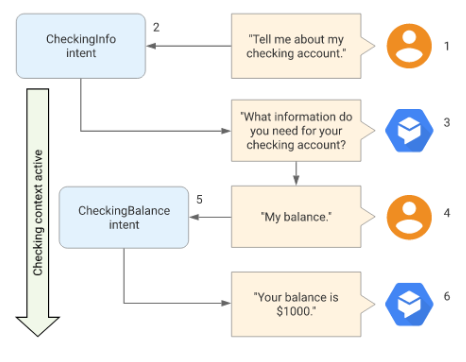 CheckingInfo
intent
2
"Tell me about my
checking account."
1
"What information do
you need for your
checking account?
3
Checking context active
CheckingBalance
intent
5
"My balance."
4
"Your balance is
$1000."
6